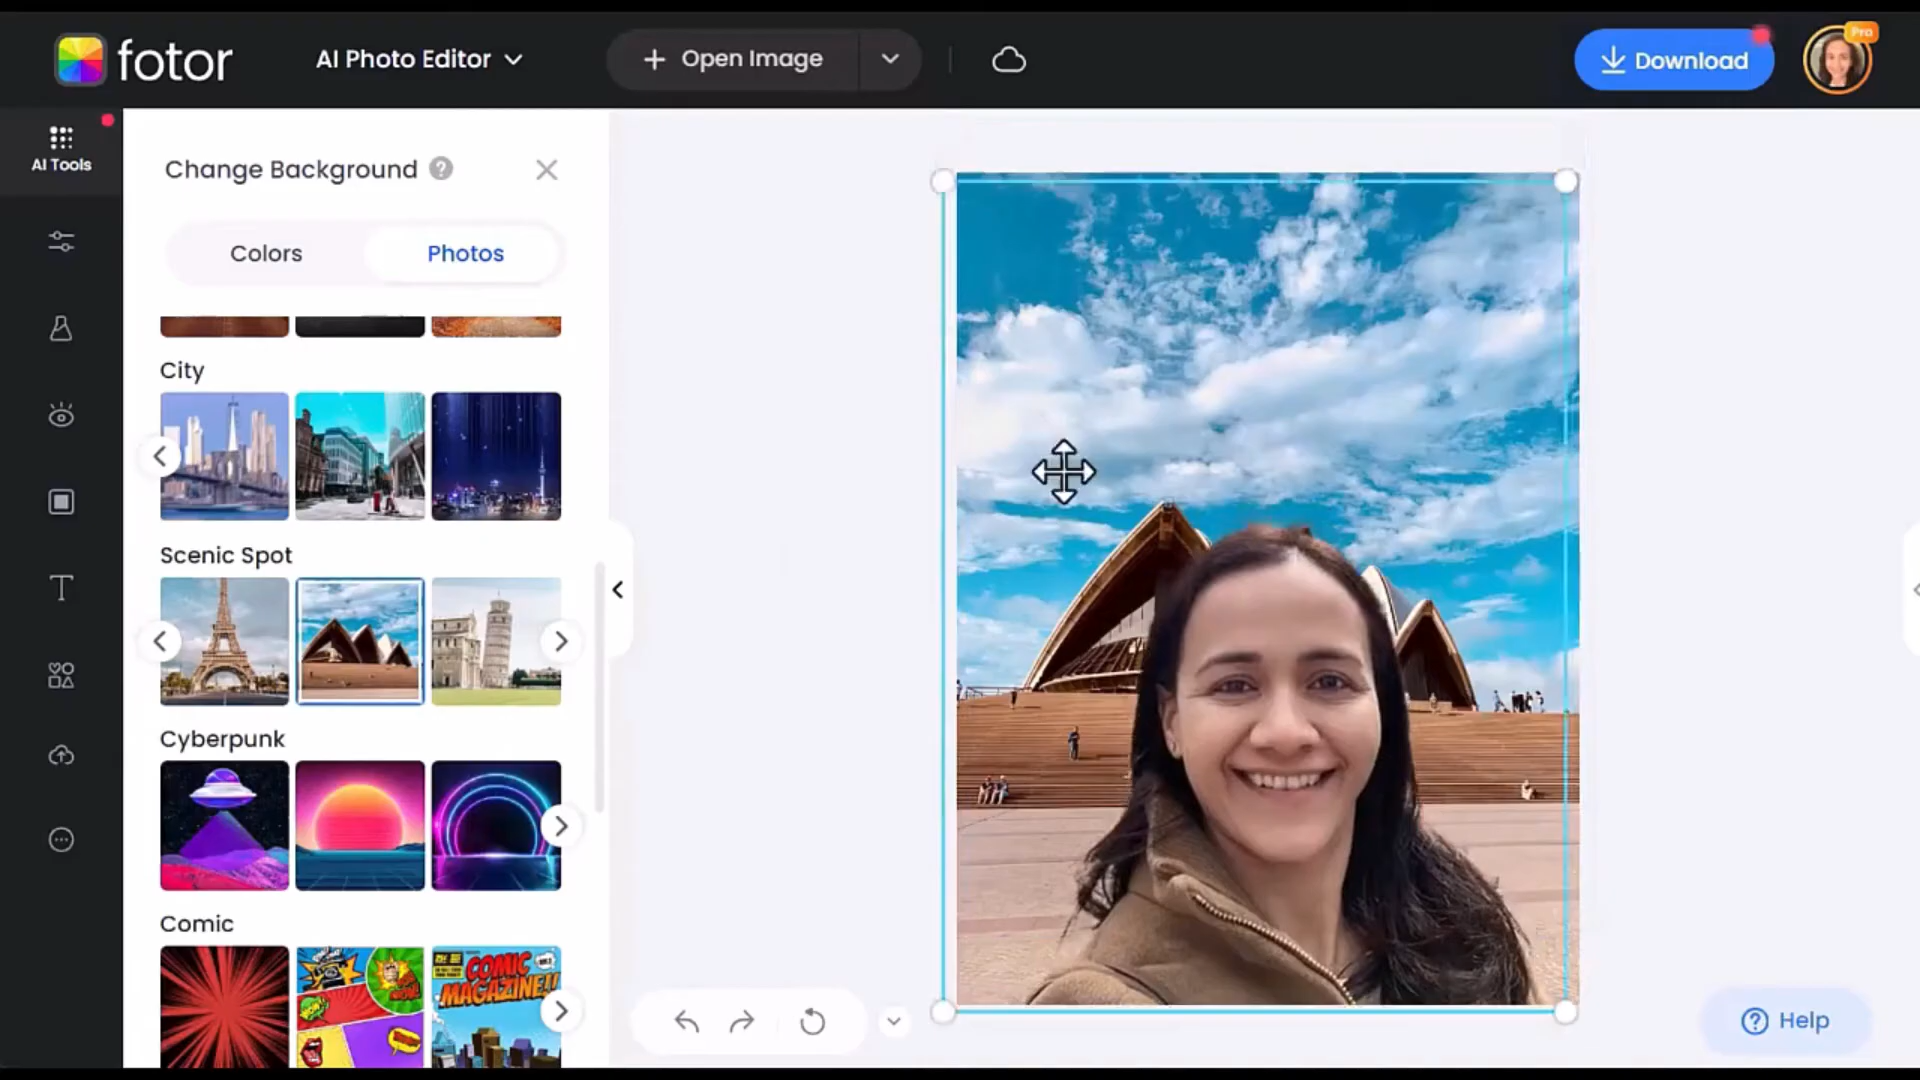 fotor
AI Photo Editor
Open Image
Download
Pro
AI Tools
Change Background
?
Colors
Photos
City
Scenic Spot
Cyberpunk
Comic
COMIC
MAGAZINE!!
T
? Help